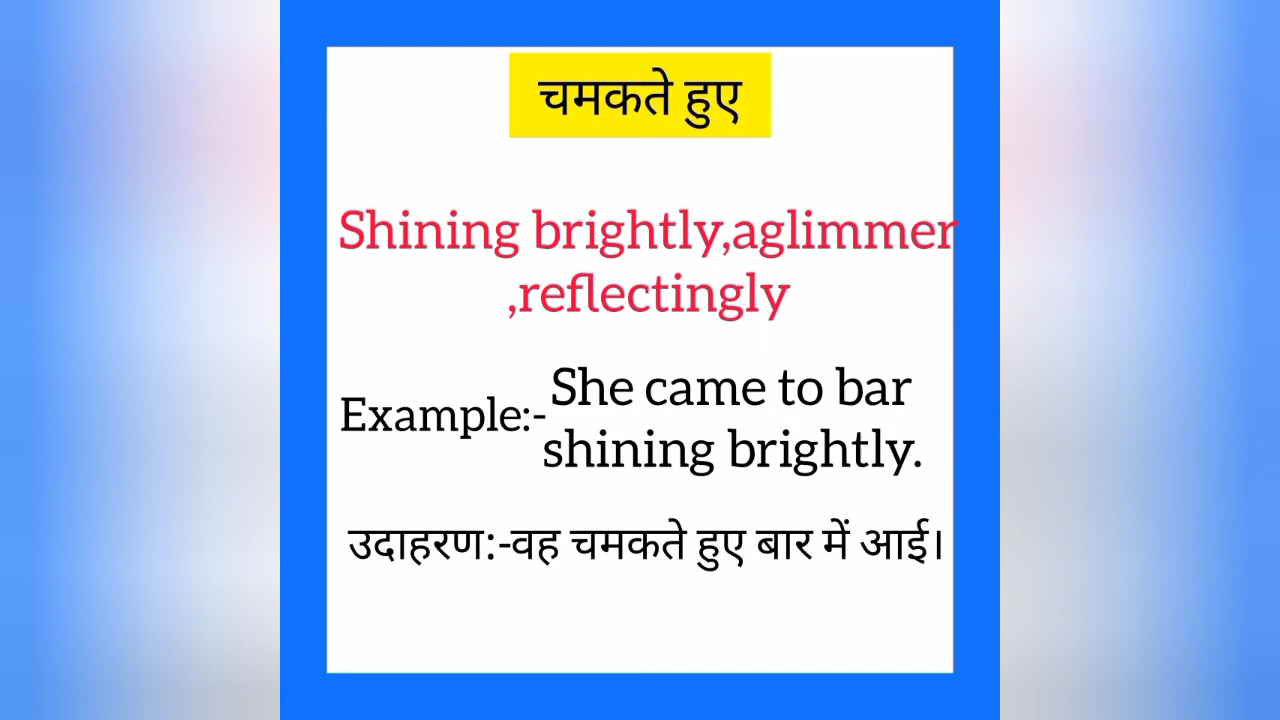 चमकते हुए
Shining brightly,aglimmer
,reflectingly
Example:-She came to bar
shining brightly.
उदाहरण:-वह चमकते हुए बार में आई।